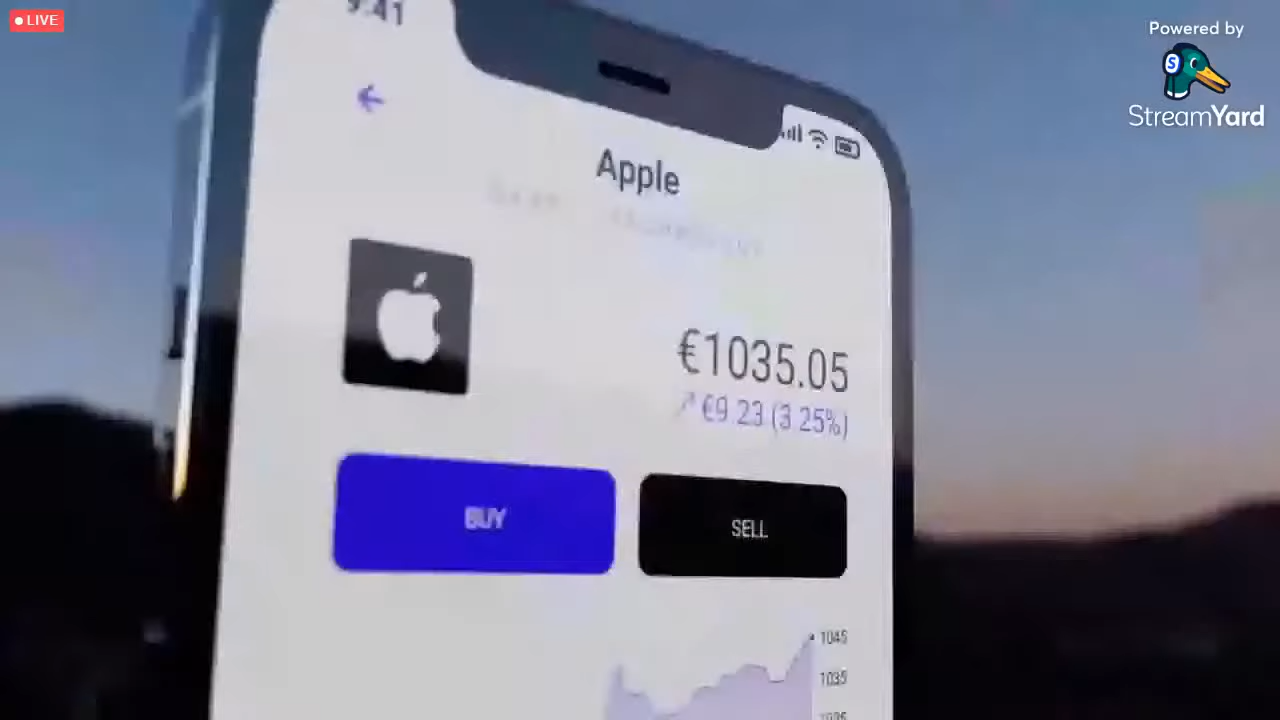 LIVE
Powered by
StreamYard
9:41
Apple
€1035.05
€9.23 (3.25%)
BUY
SELL
1045
1035